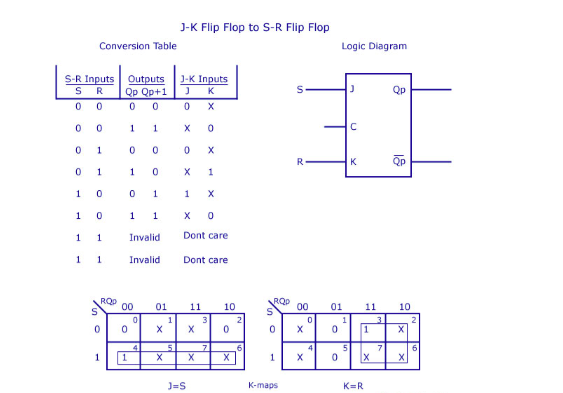 J-K Flip Flop to S-R Flip Flop
Conversion Table
Logic Diagram
S-R Inputs Outputs J-K Inputs
S R Qp Qp+1 J K
0 0 0 0 0 X
0 0 1 1 X 0
0 1 0 0 0 X
0 1 1 0 X 1
1 0 0 1 1 X
1 0 1 1 X 0
1 1 Invalid Dont care
1 1 Invalid Dont care
S J Qp
C
R K Qp
RQp
S 00 01 11 10
0 0 0 X 1 X 3 0 2
1 1 4 X 5 X 7 X 6
J=S
K-maps
RQp
S 00 01 11 10
0 X 0 0 1 1 3 X 2
1 X 4 0 5 X 7 X 6
K=R